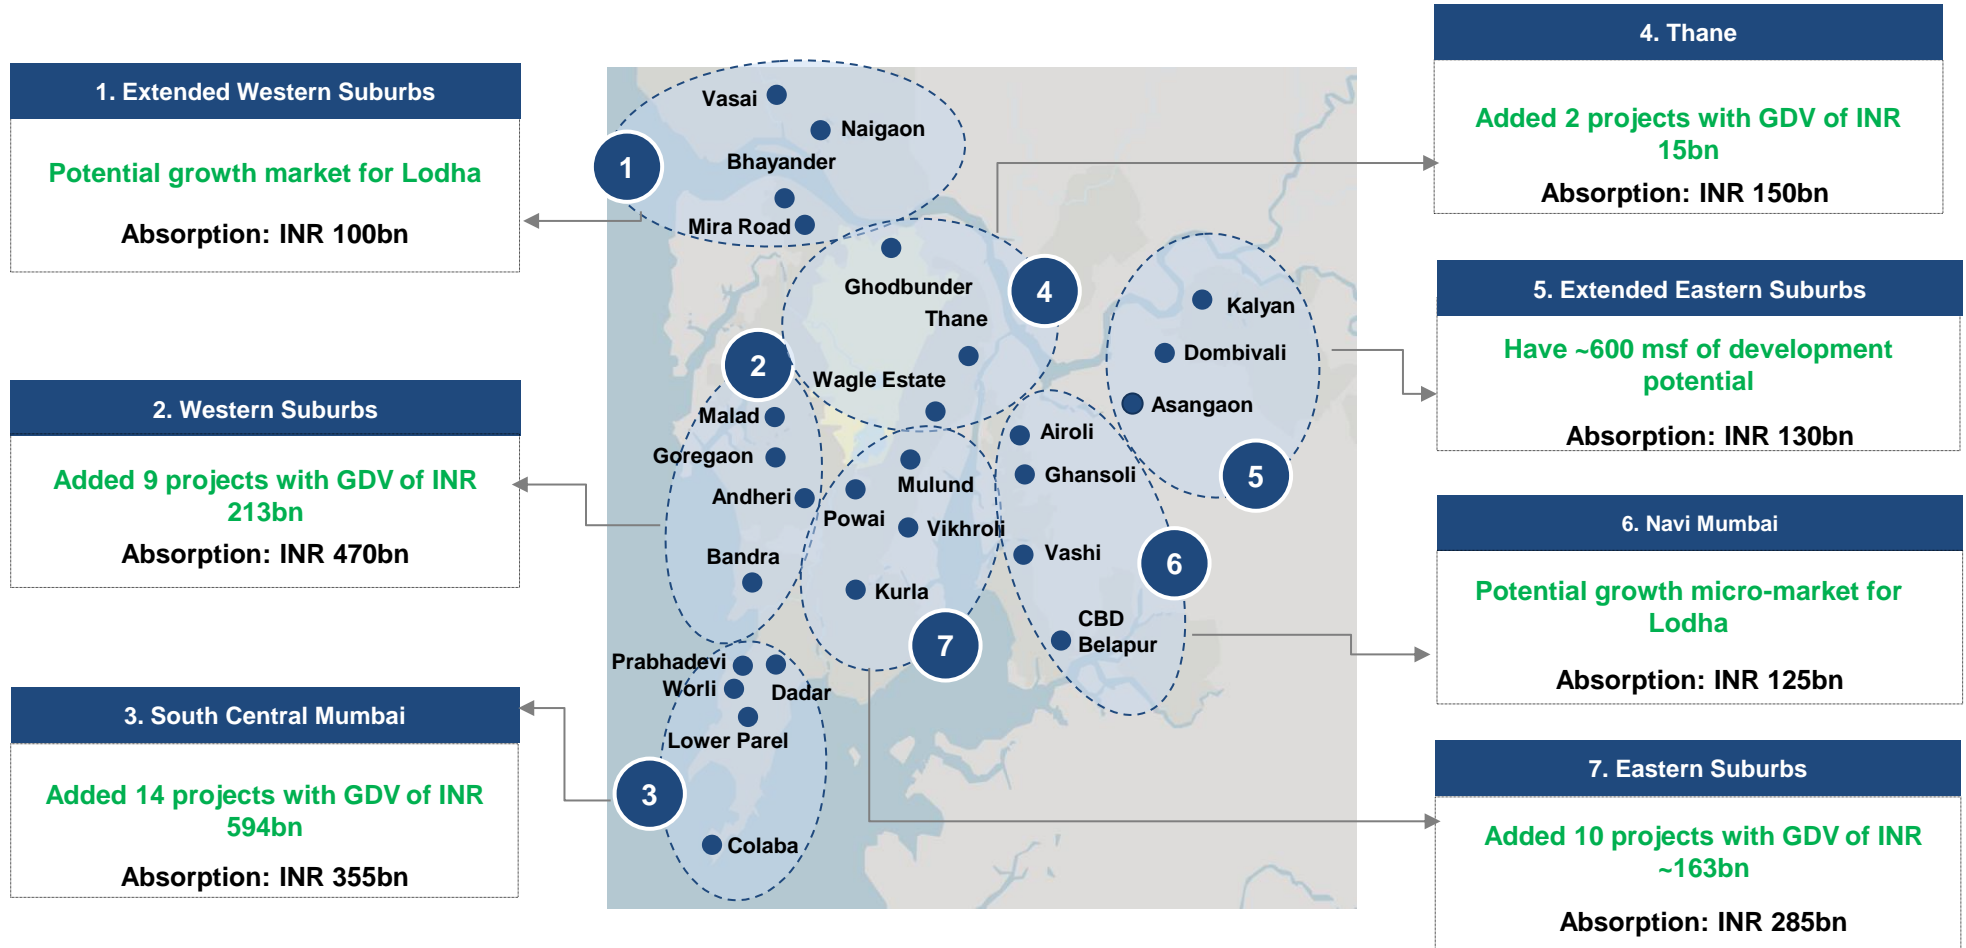 1. Extended Western Suburbs
Potential growth market for Lodha
Absorption: INR 100bn
2. Western Suburbs
Added 9 projects with GDV of INR
213bn
Absorption: INR 470bn
3. South Central Mumbai
Added 14 projects with GDV of INR
594bn
Absorption: INR 355bn
Vasai
Naigaon
Bhayander
Mira Road
1
Ghodbunder
Thane
Wagle Estate
4
2
Malad
Goregaon
Andheri
Bandra
Mulund
Powai
Vikhroli
Kurla
7
Kalyan
Dombivali
Asangaon
5
Airoli
Ghansoli
Vashi
CBD
Belapur
6
Prabhadevi
Worli
Dadar
Lower Parel
Colaba
3
4. Thane
Added 2 projects with GDV of INR
15bn
Absorption: INR 150bn
5. Extended Eastern Suburbs
Have ~600 msf of development
potential
Absorption: INR 130bn
6. Navi Mumbai
Potential growth micro-market for
Lodha
Absorption: INR 125bn
7. Eastern Suburbs
Added 10 projects with GDV of INR
~163bn
Absorption: INR 285bn